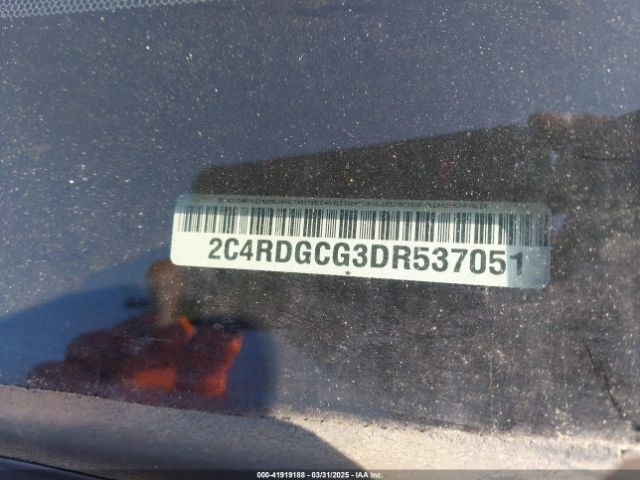 2C4RDGCG3DR537051
*
000-41919188 - 03/31/2025 - IAA Inc.